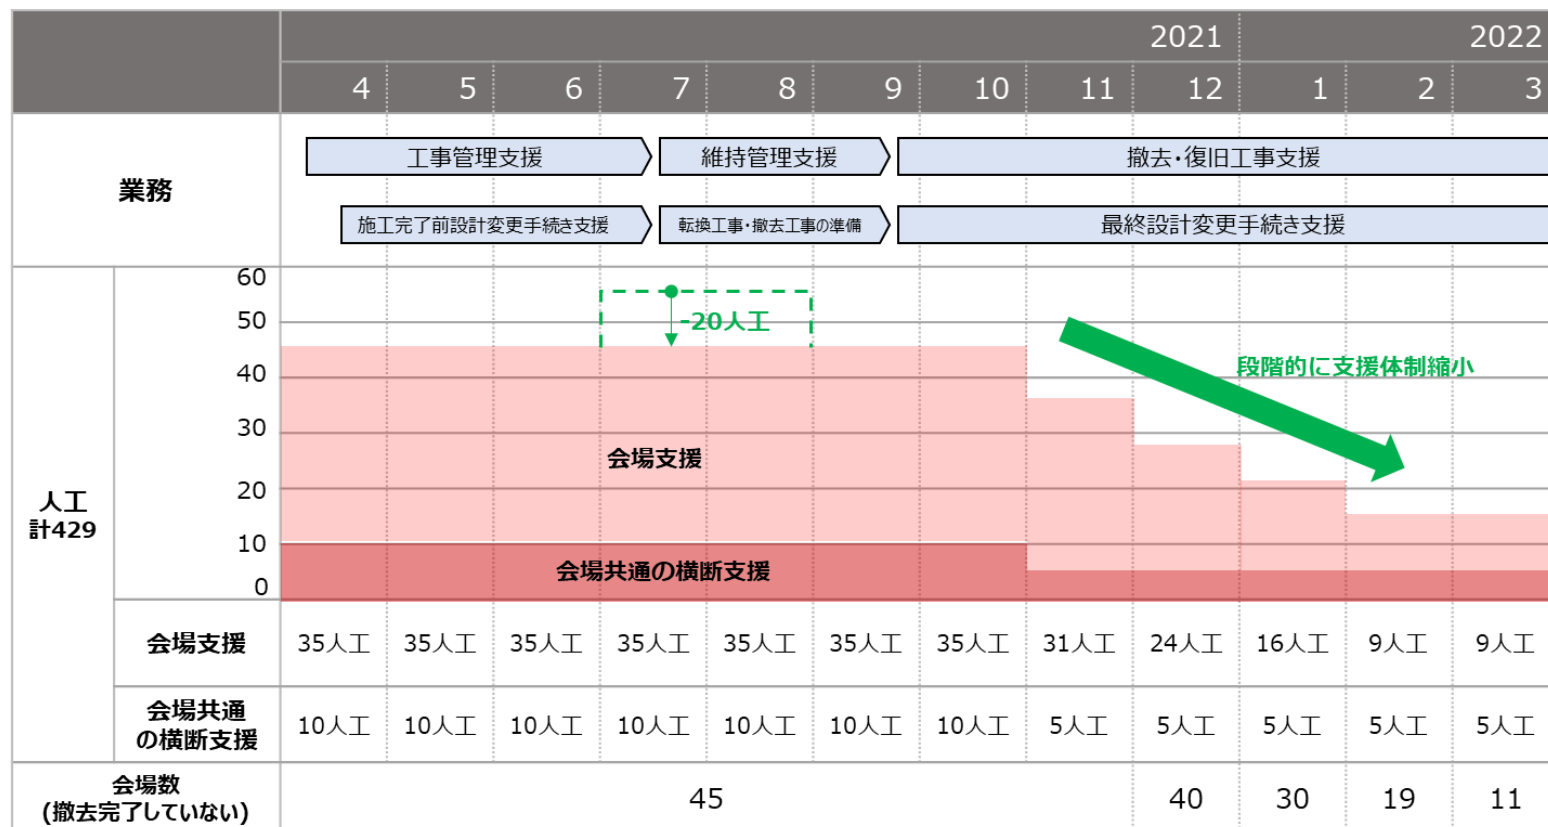 2021 2022
4 5 6 7 8 9 10 11 12 1 2 3
業務
工事管理支援 維持管理支援 撤去・復旧工事支援
施工完了前設計変更手続き支援 転換工事・撤去工事の準備 最終設計変更手続き支援
人工
計429
60
50
40
30
20
10
0
-20人工
段階的に支援体制縮小
会場支援
会場共通の横断支援
会場支援 35人工 35人工 35人工 35人工 35人工 35人工 35人工 31人工 24人工 16人工 9人工 9人工
会場共通
の横断支援 10人工 10人工 10人工 10人工 10人工 10人工 10人工 5人工 5人工 5人工 5人工 5人工
会場数
(撤去完了していない) 45 40 30 19 11